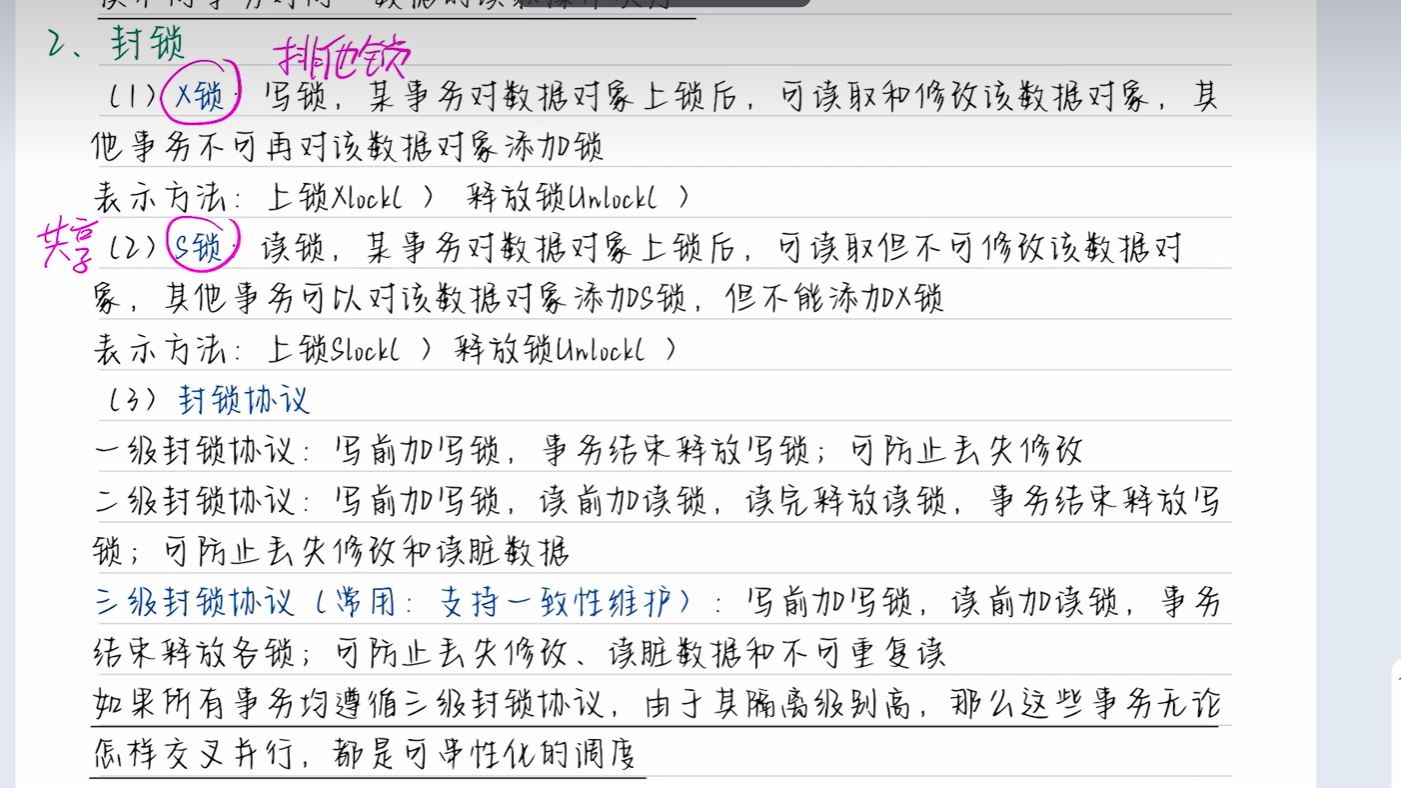 2、封锁
排他锁
(1) X锁：写锁，某事务对数据对象上锁后，可读取和修改该数据对象，其
他事务不可再对该数据对象添加锁
表示方法：上锁Xlock( ) 释放锁Unlock( )
共享
(2) S锁：读锁，某事务对数据对象上锁后，可读取但不可修改该数据对
象，其他事务可以对该数据对象添加S锁，但不能添加X锁
表示方法：上锁Slock( ) 释放锁Unlock( )
(3) 封锁协议
一级封锁协议：写前加写锁，事务结束释放写锁；可防止丢失修改
二级封锁协议：写前加写锁，读前加读锁，读完释放读锁，事务结束释放写
锁；可防止丢失修改和读脏数据
三级封锁协议（常用：支持一致性维护）：写前加写锁，读前加读锁，事务
结束释放各锁；可防止丢失修改、读脏数据和不可重复读
如果所有事务均遵循三级封锁协议，由于其隔离级别高，那么这些事务无论
怎样交叉并行，都是可串性化的调度